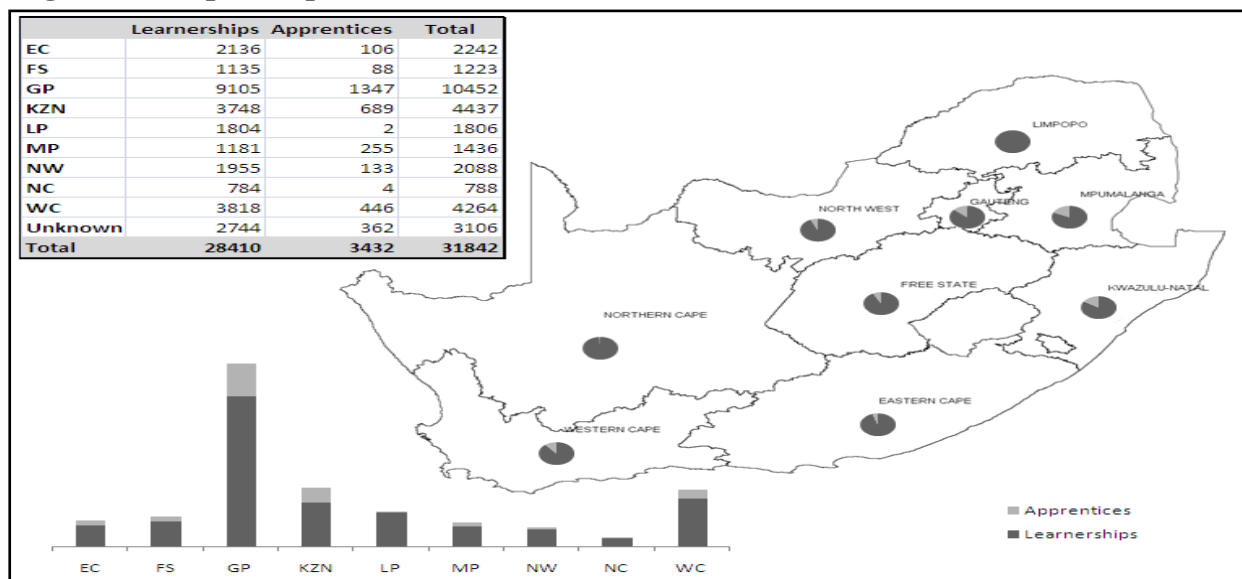 Learnerships Apprentices Total
EC 2136 106 2242
FS 1135 88 1223
GP 9105 1347 10452
KZN 3748 689 4437
LP 1804 2 1806
MP 1181 255 1436
NW 1955 133 2088
NC 784 4 788
WC 3818 446 4264
Unknown 2744 362 3106
Total 28410 3432 31842
LIMPOPO
MPUMALANGA
GAUTENG
NORTH WEST
FREE STATE
KWAZULU-NATAL
NORTHERN CAPE
EASTERN CAPE
WESTERN CAPE
Apprentices
Learnerships
EC FS GP KZN LP MP NW NC WC